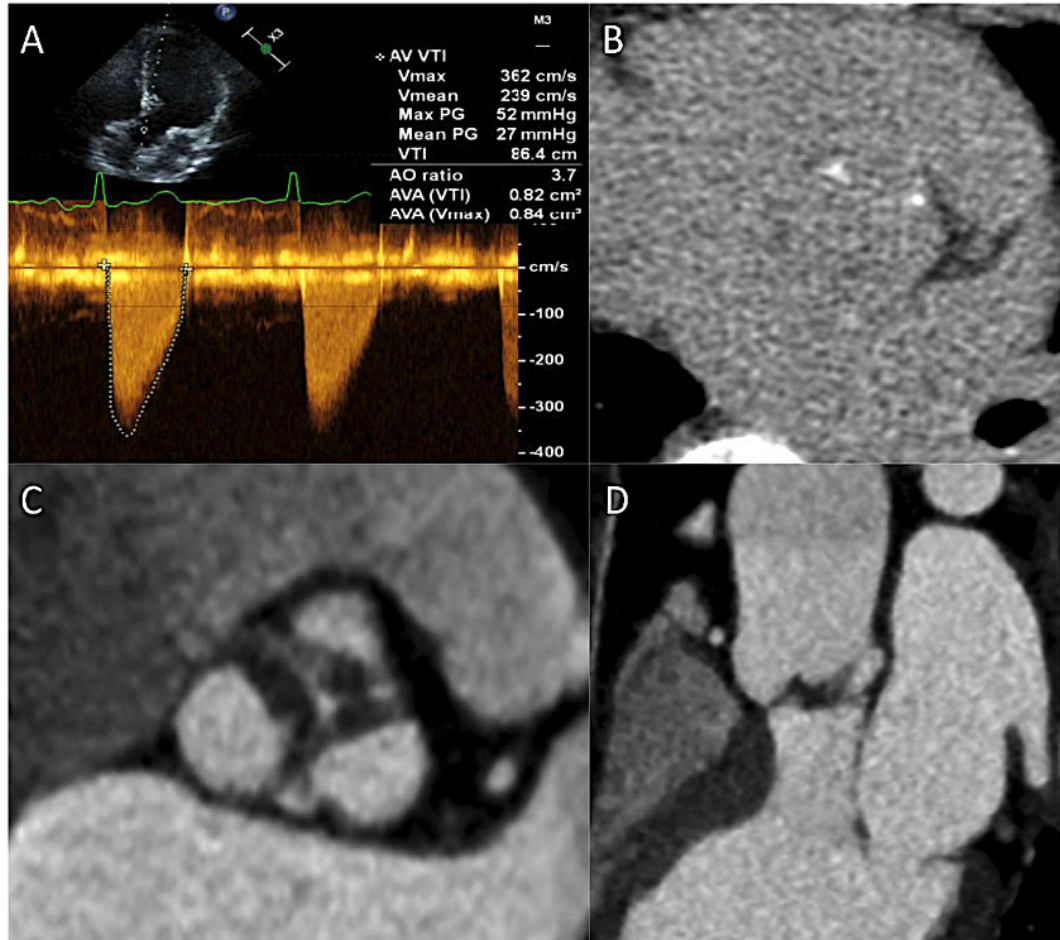 A
P
X3
M3
AV VTI
Vmax 362 cm/s
Vmean 239 cm/s
Max PG 52 mmHg
Mean PG 27 mmHg
VTI 86.4 cm
AO ratio 3.7
AVA (VTI) 0.82 cm²
AVA (Vmax) 0.84 cm²
cm/s
-100
-200
-300
-400
B
C
D